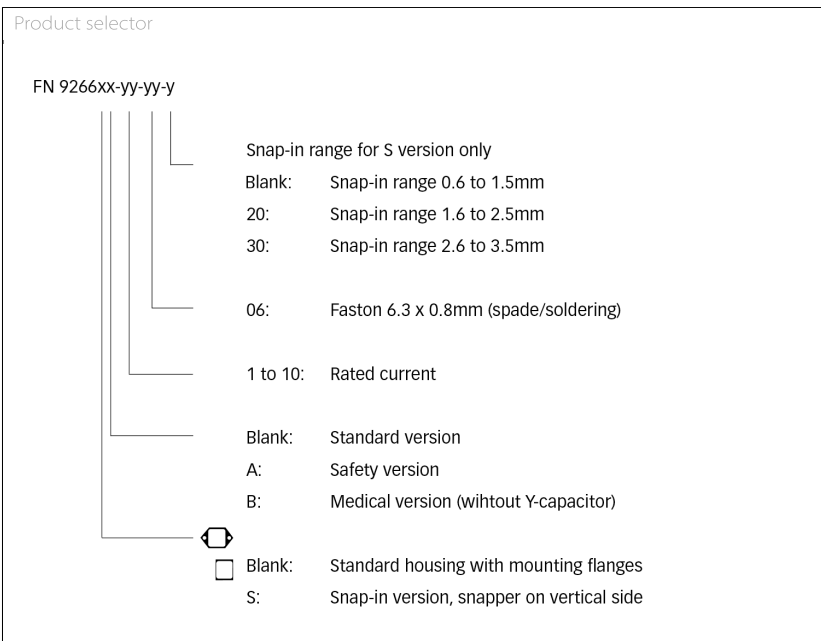 Product selector
FN 9266xx-yy-yy-y
Snap-in range for S version only
Blank: Snap-in range 0.6 to 1.5mm
20: Snap-in range 1.6 to 2.5mm
30: Snap-in range 2.6 to 3.5mm
06: Faston 6.3 x 0.8mm (spade/soldering)
1 to 10: Rated current
Blank: Standard version
A: Safety version
B: Medical version (wihtout Y-capacitor)
Blank: Standard housing with mounting flanges
S: Snap-in version, snapper on vertical side